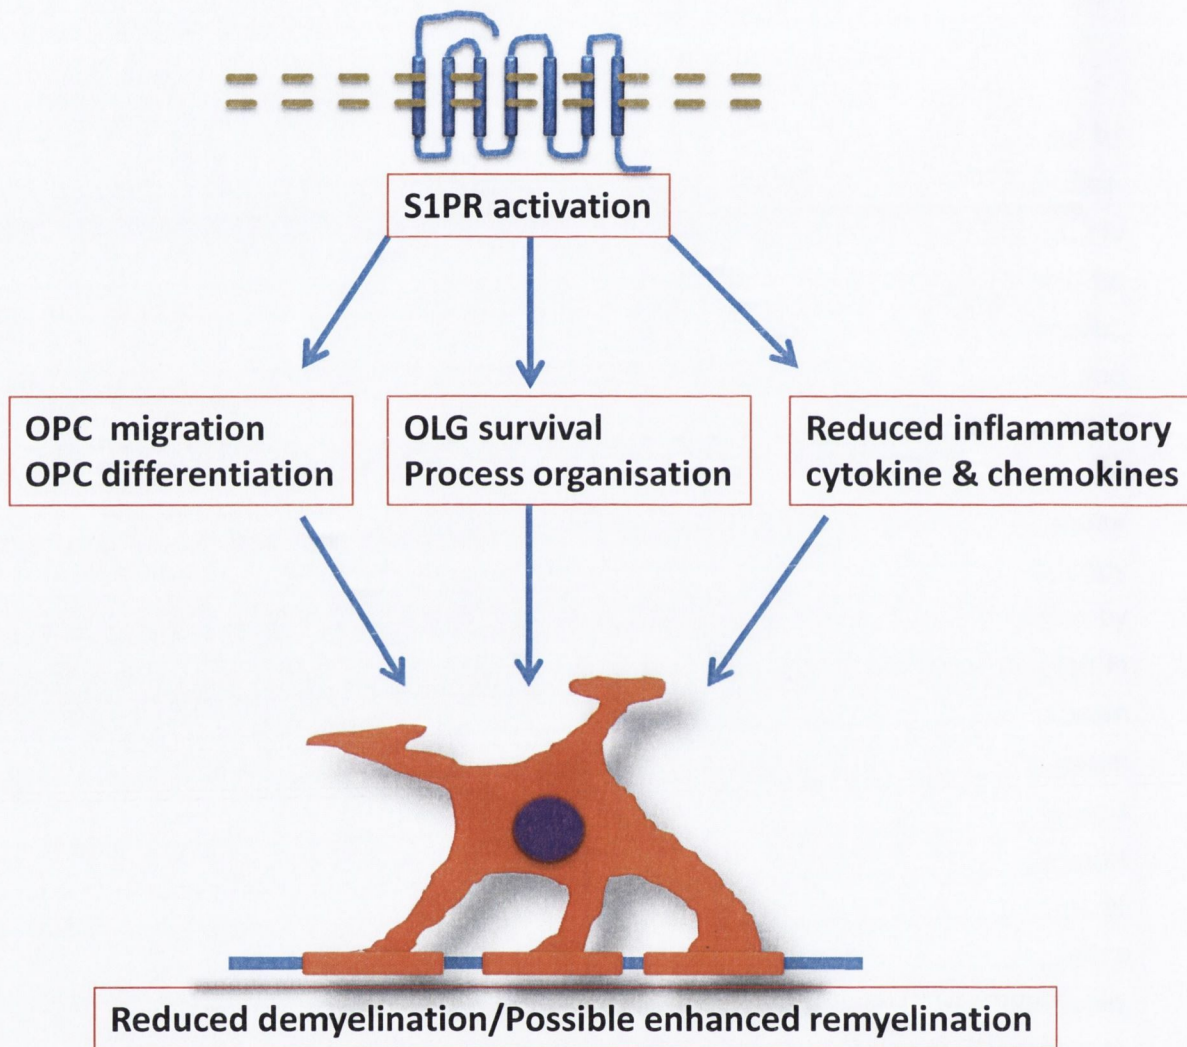 S1PR activation
OPC migration
OPC differentiation
OLG survival
Process organisation
Reduced inflammatory
cytokine & chemokines
Reduced demyelination/Possible enhanced remyelination